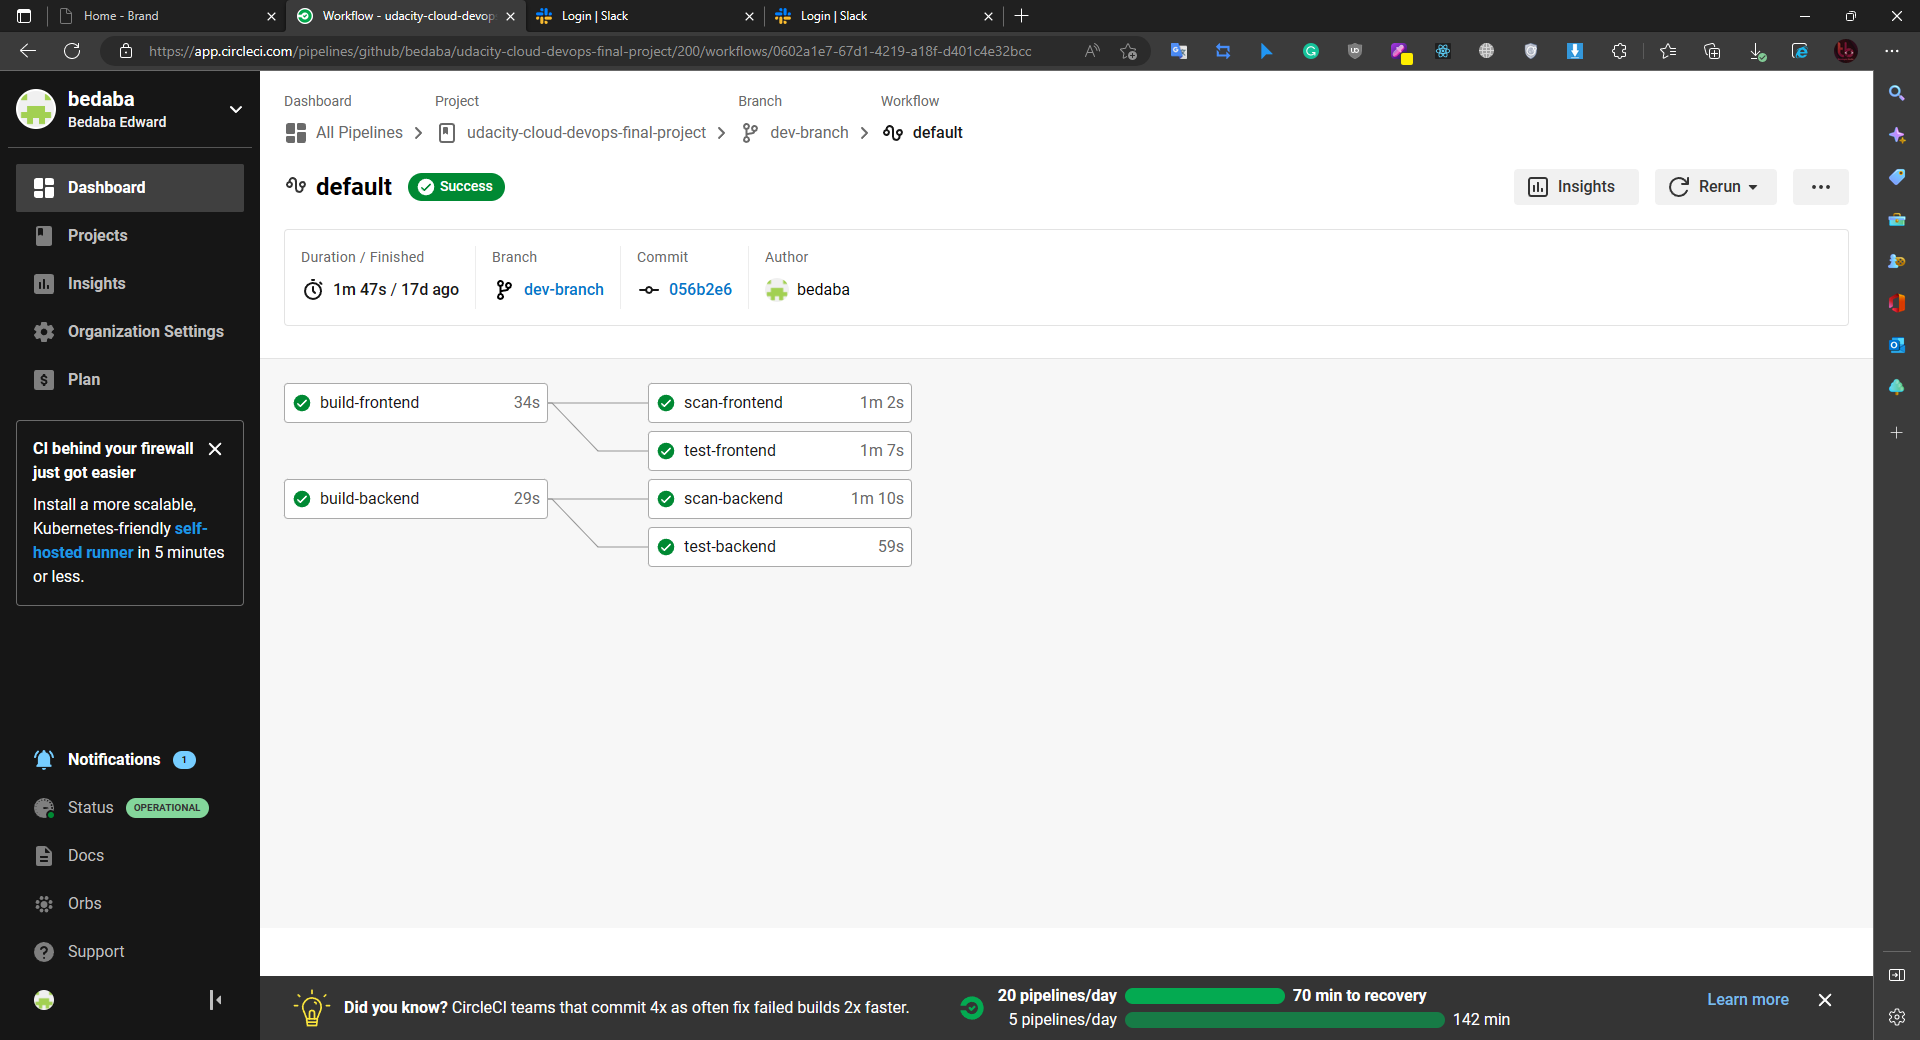 Home - Brand
Workflow - udacity-cloud-devops
Login | Slack
Login | Slack
https://app.circleci.com/pipelines/github/bedaba/udacity-cloud-devops-final-project/200/workflows/0602a1e7-67d1-4219-a18f-d401c4e32bcc
bedaba
Bedaba Edward
Dashboard
Projects
Insights
Organization Settings
Plan
CI behind your firewall
just got easier
Install a more scalable,
Kubernetes-friendly self-
hosted runner in 5 minutes
or less.
Notifications 1
Status OPERATIONAL
Docs
Orbs
Support
Dashboard Project Branch Workflow
All Pipelines udacity-cloud-devops-final-project dev-branch default
default Success
Insights Rerun
Duration / Finished Branch Commit Author
1m 47s / 17d ago dev-branch 056b2e6 bedaba
build-frontend 34s scan-frontend 1m 2s
test-frontend 1m 7s
build-backend 29s scan-backend 1m 10s
test-backend 59s
Did you know? CircleCI teams that commit 4x as often fix failed builds 2x faster.
20 pipelines/day 70 min to recovery
5 pipelines/day 142 min
Learn more